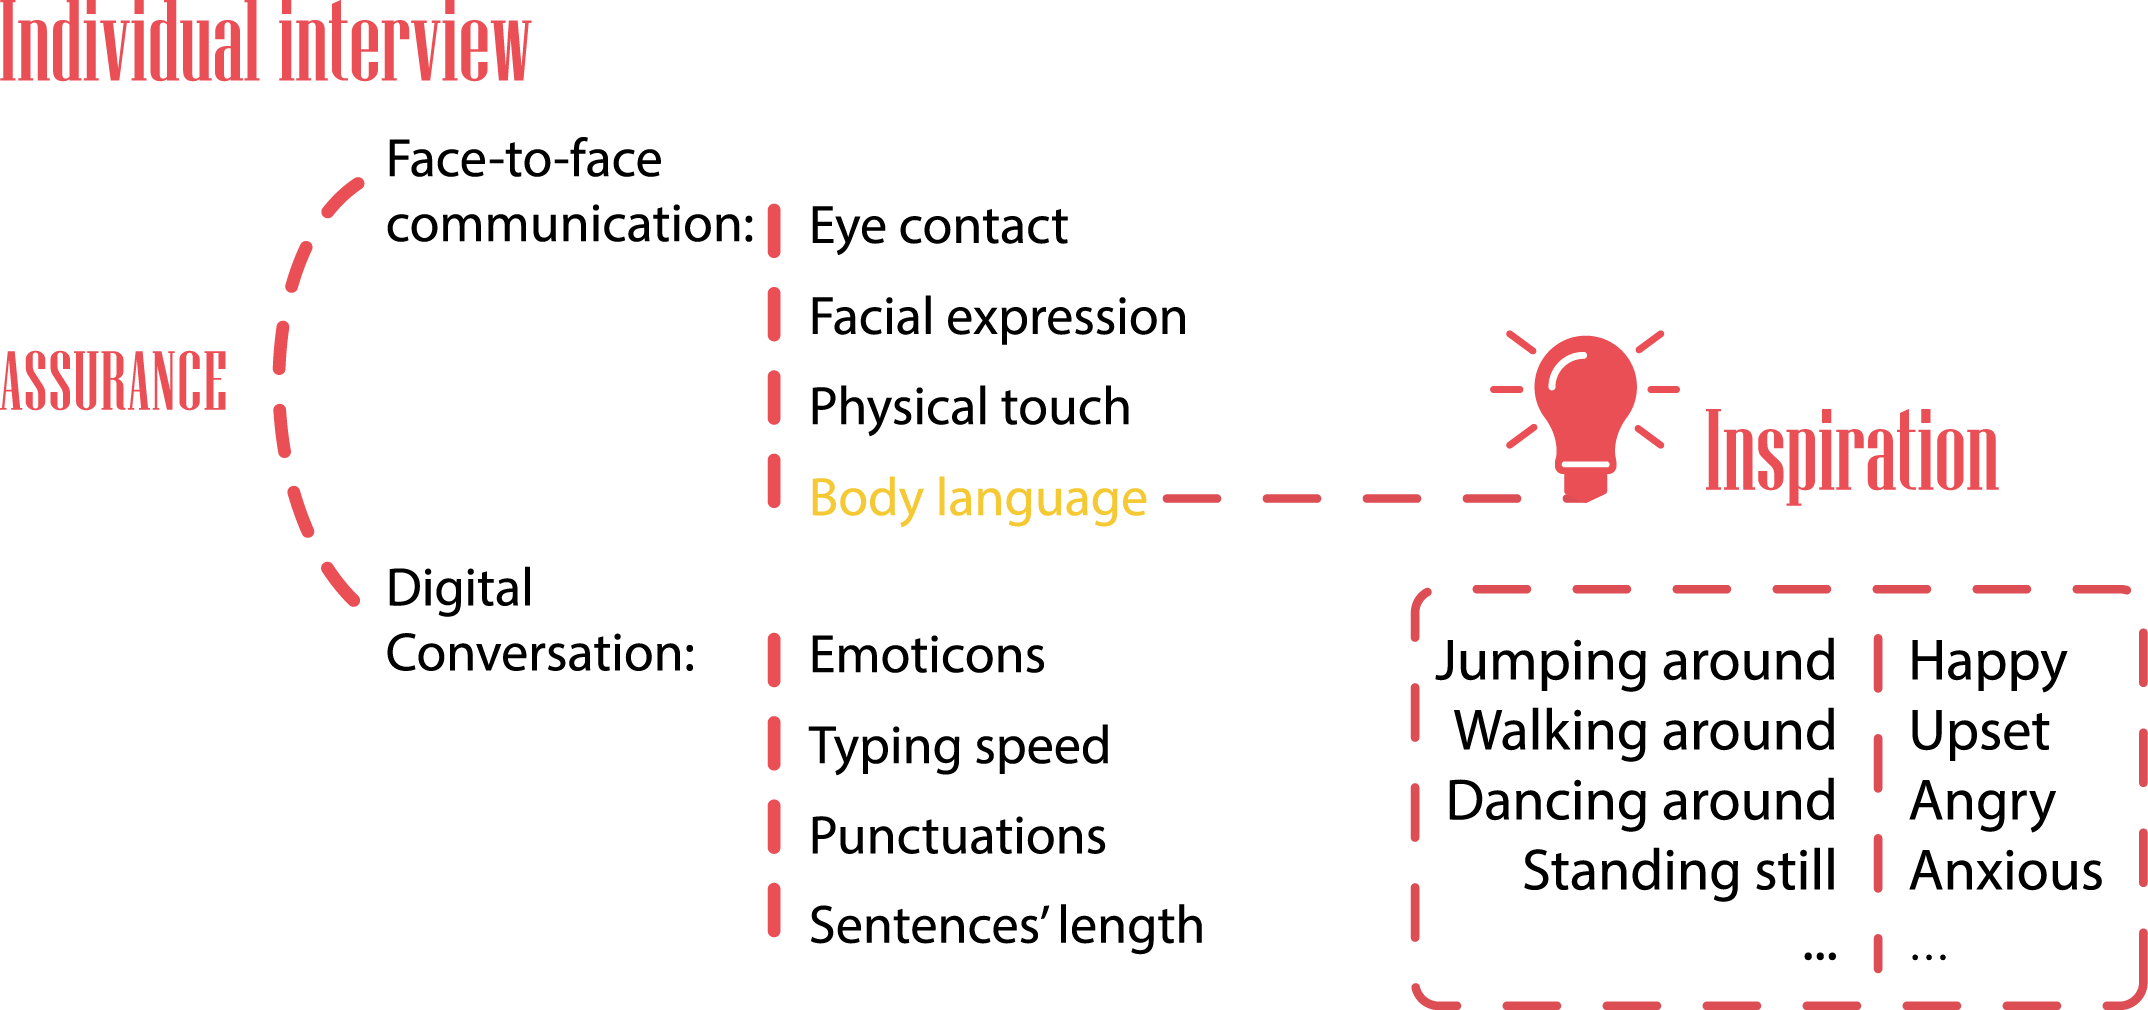 Individual interview
ASSURANCE
Face-to-face
communication:
Eye contact
Facial expression
Physical touch
Body language
Inspiration
Digital
Conversation:
Emoticons
Typing speed
Punctuations
Sentences’ length
Jumping around Happy
Walking around Upset
Dancing around Angry
Standing still Anxious
... ...